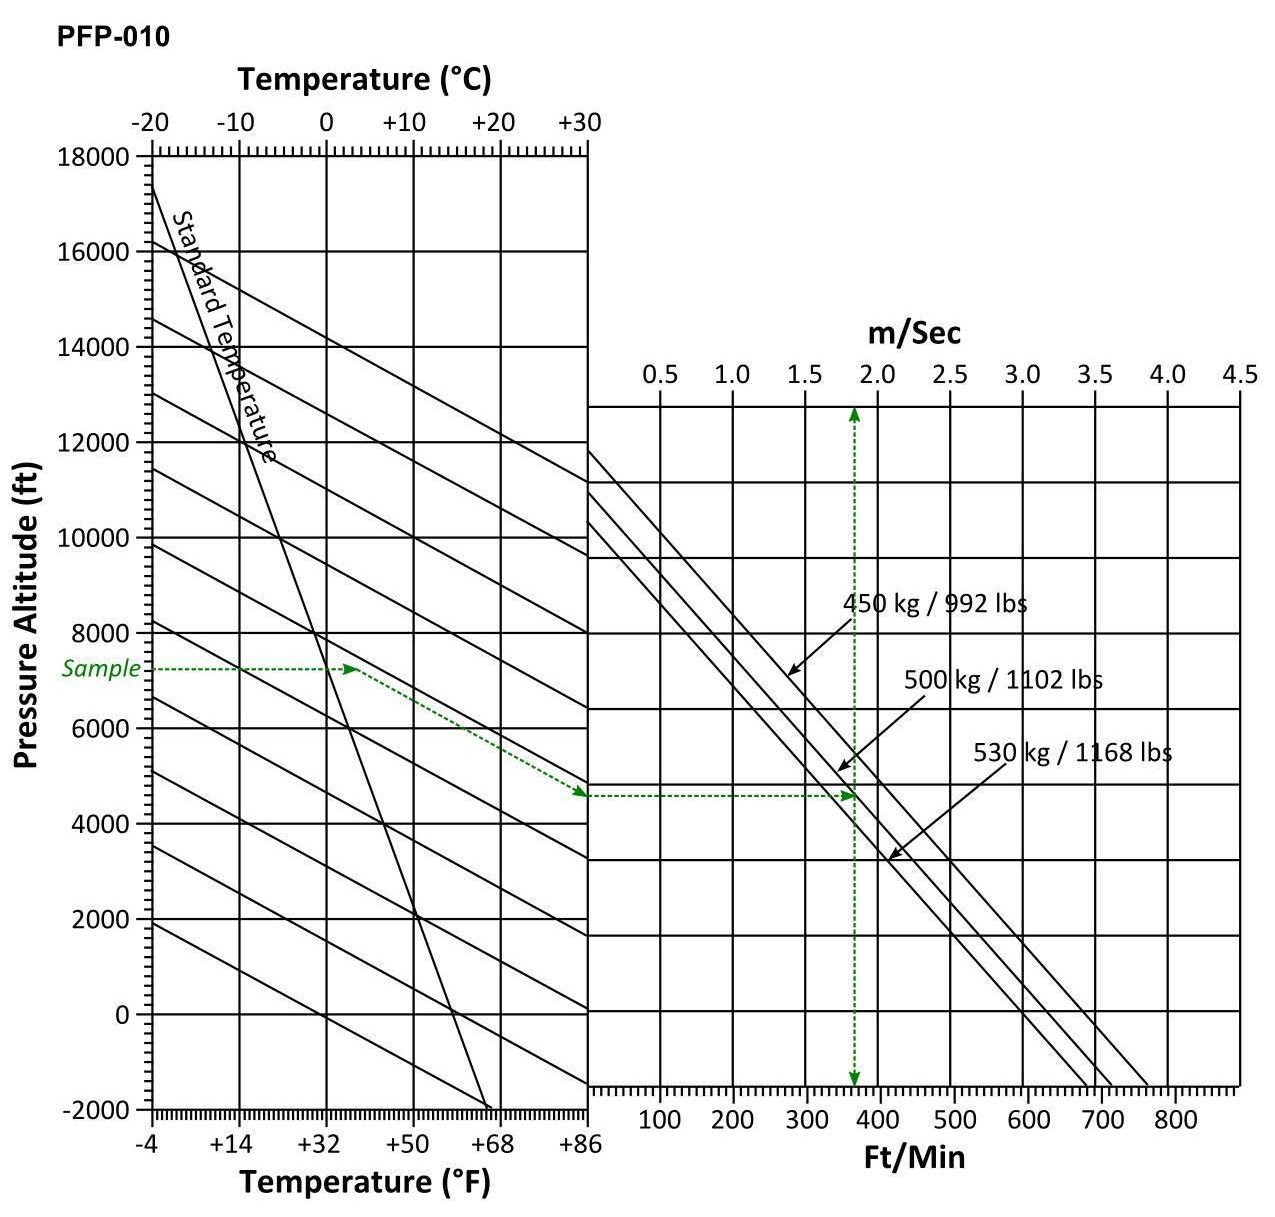 PFP-010
Temperature (°C)
-20 -10 0 +10 +20 +30
18000
16000
14000
12000
10000
8000
6000
4000
2000
0
-2000
Pressure Altitude (ft)
Standard Temperature
Sample
-4 +14 +32 +50 +68 +86
Temperature (°F)
m/Sec
0.5 1.0 1.5 2.0 2.5 3.0 3.5 4.0 4.5
450 kg / 992 lbs
500 kg / 1102 lbs
530 kg / 1168 lbs
100 200 300 400 500 600 700 800
Ft/Min